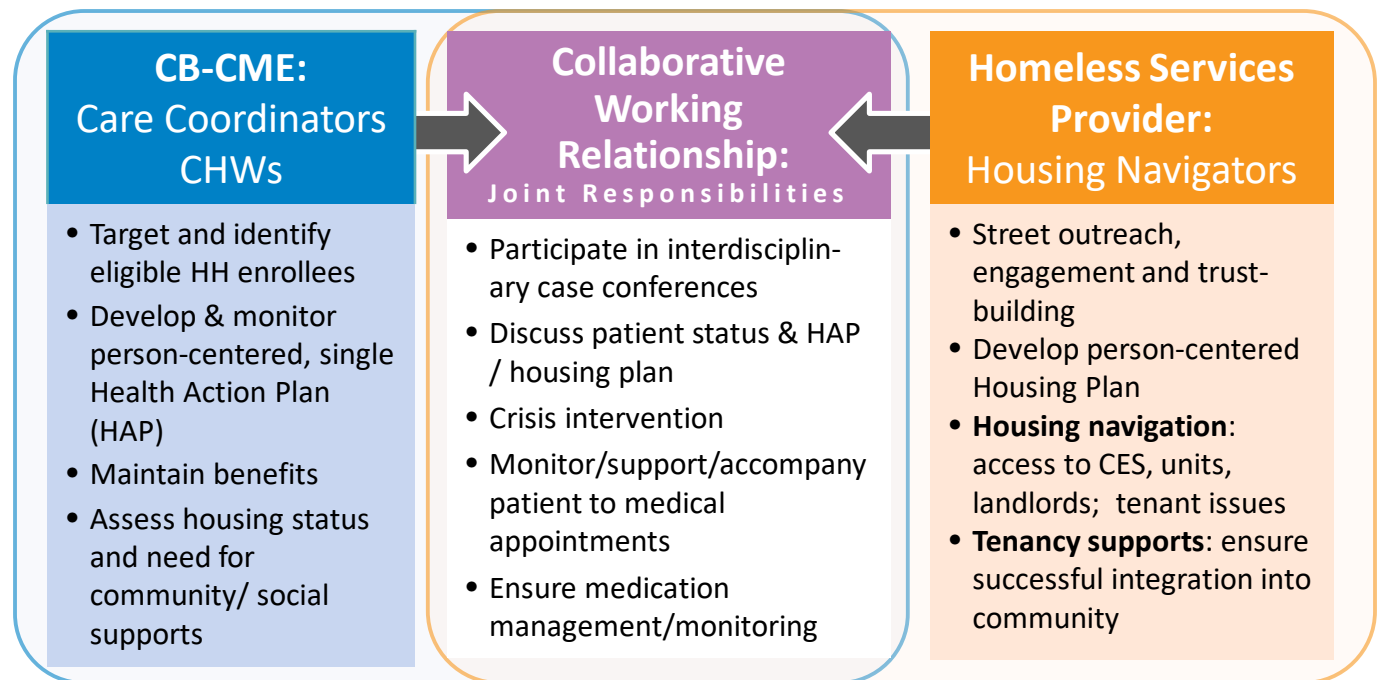 CB-CME:
Care Coordinators
CHWs
• Target and identify
eligible HH enrollees
• Develop & monitor
person-centered, single
Health Action Plan
(HAP)
• Maintain benefits
• Assess housing status
and need for
community/ social
supports
Collaborative
Working
Relationship:
Joint Responsibilities
• Participate in interdisciplin-
ary case conferences
• Discuss patient status & HAP
/ housing plan
• Crisis intervention
• Monitor/support/accompany
patient to medical
appointments
• Ensure medication
management/monitoring
Homeless Services
Provider:
Housing Navigators
• Street outreach,
engagement and trust-
building
• Develop person-centered
Housing Plan
• Housing navigation:
access to CES, units,
landlords;  tenant issues
• Tenancy supports: ensure
successful integration into
community